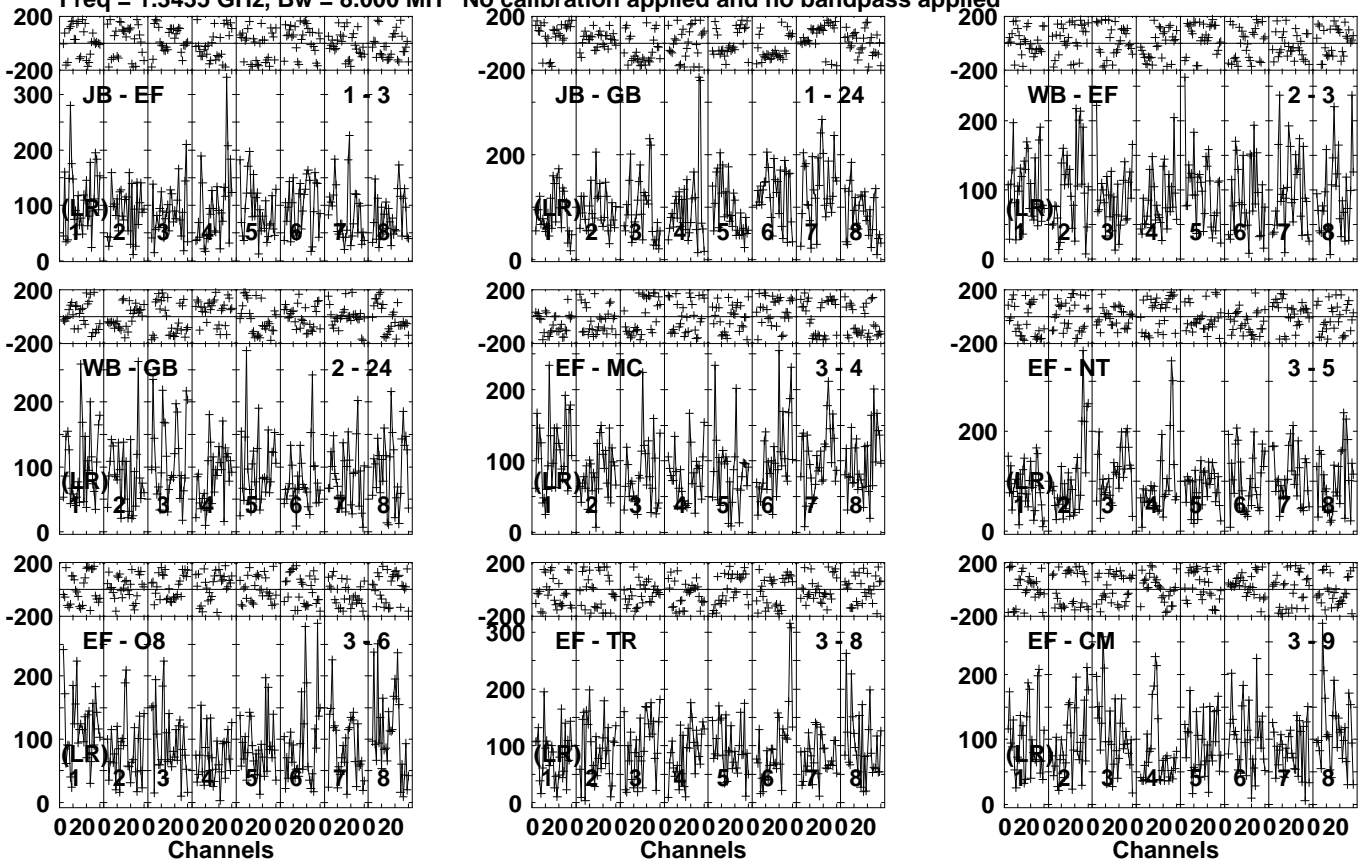 Freq = 1.3435 GHz, Bw = 8.000 MH No calibration applied and no bandpass applied
200 200 200
-200 -200 -200
JB - EF 1 - 3 JB - GB 1 - 24 WB - EF 2 - 3
300
200 200 200
100 100
(LR) (LR) (LR)
1 2 3 4 5 6 7 8 1 2 3 4 5 6 7 8 1 2 3 4 5 6 7 8
0 0 0
200 200 200
-200 -200 -200
WB - GB 2 - 24 EF - MC 3 - 4 EF - NT 3 - 5
200 200 200
100 100
(LR) (LR) (LR)
1 2 3 4 5 6 7 8 1 2 3 4 5 6 7 8 1 2 3 4 5 6 7 8
0 0 0
200 200 200
-200 -200 -200
EF - O8 3 - 6 EF - TR 3 - 8 EF - CM 3 - 9
300
200 200 200
100 100 100
(LR) (LR) (LR)
1 2 3 4 5 6 7 8 1 2 3 4 5 6 7 8 1 2 3 4 5 6 7 8
0 0 0
0 20 0 20 0 20 0 20 0 20 0 20 0 20 0 20 0 20 0 20 0 20 0 20 0 20 0 20 0 20 0 20 0 20 0 20 0 20 0 20 0 20 0 20 0 20 0 20
Channels Channels Channels